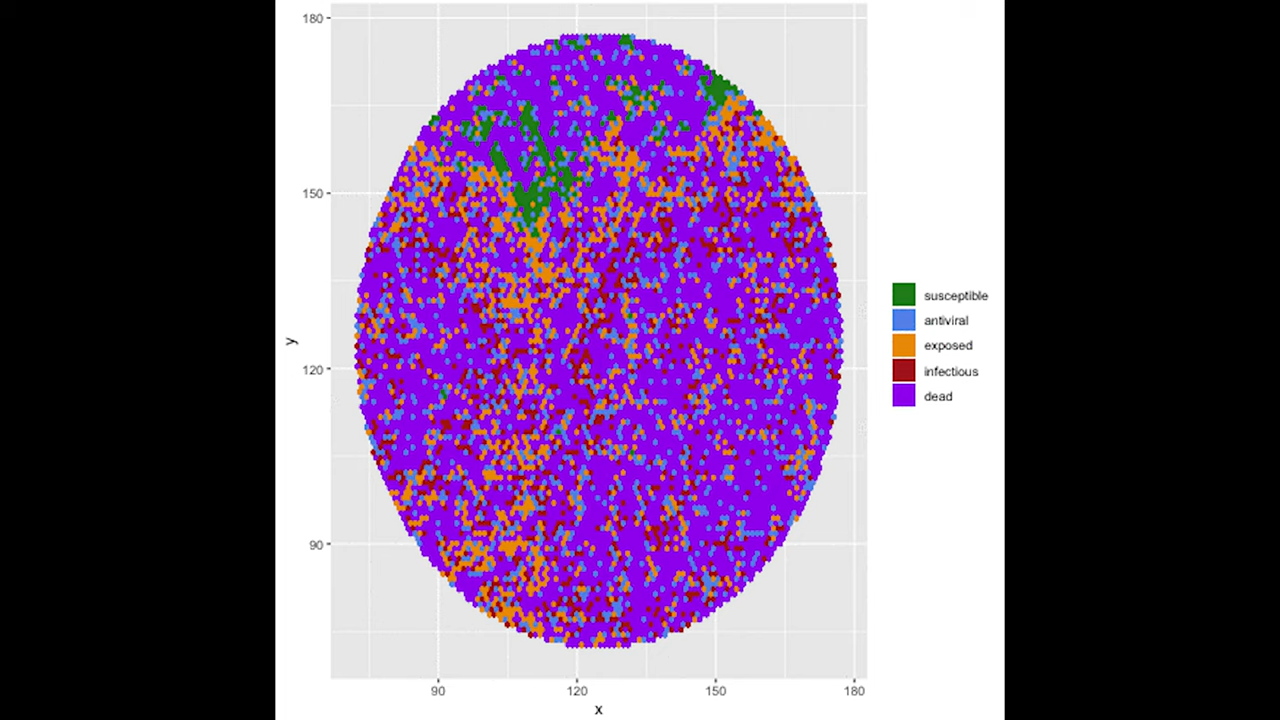 180
150
y
120
90
90 120 150 180
x
susceptible
antiviral
exposed
infectious
dead